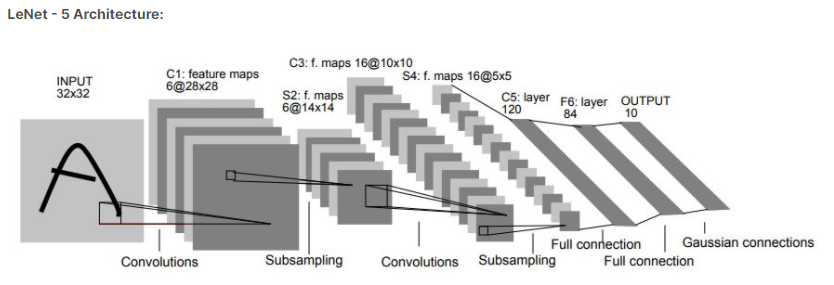 LeNet - 5 Architecture:
INPUT
32x32
C1: feature maps
6@28x28
S2: f. maps
6@14x14
C3: f. maps 16@10x10
S4: f. maps 16@5x5
C5: layer
120
F6: layer
84
OUTPUT
10
Convolutions
Subsampling
Convolutions
Subsampling
Full connection
Full connection
Gaussian connections